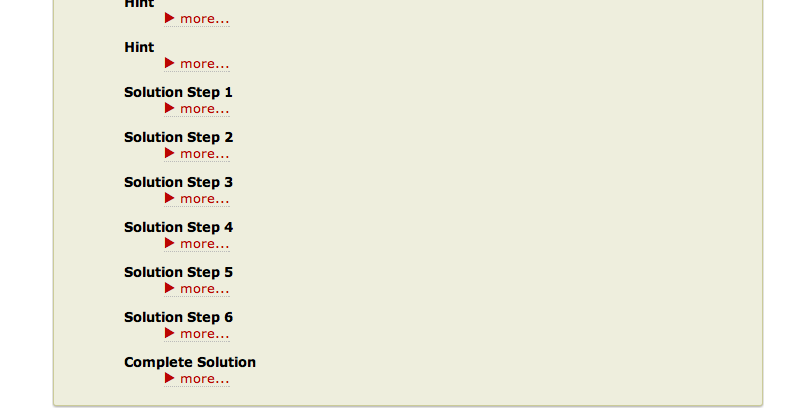 Hint
more...
Hint
more...
Solution Step 1
more...
Solution Step 2
more...
Solution Step 3
more...
Solution Step 4
more...
Solution Step 5
more...
Solution Step 6
more...
Complete Solution
more...